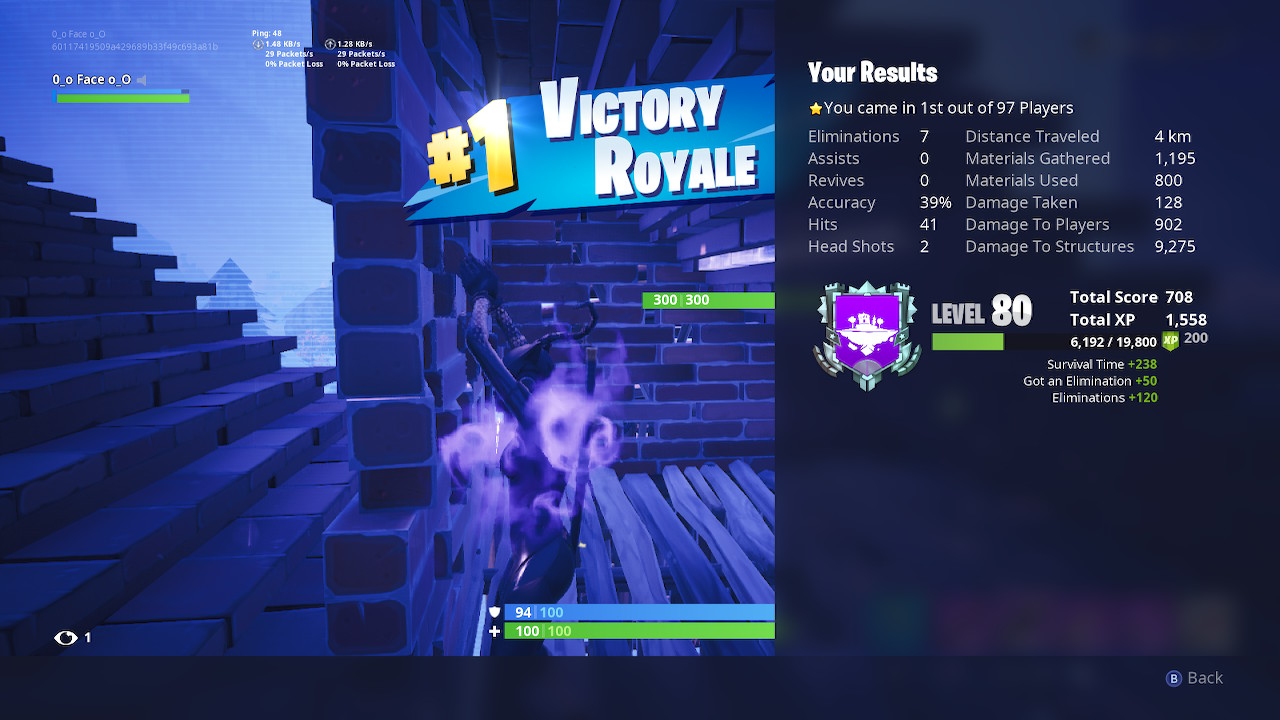 0_o Face o_O
60117419509a429689b33f49c693a81b
0_o Face o_O
Ping: 48
1.48 KB/s 1.28 KB/s
29 Packets/s 29 Packets/s
0% Packet Loss 0% Packet Loss
#1 Victory
Royale
300 | 300
94 | 100
100 | 100
1
Your Results
You came in 1st out of 97 Players
Eliminations 7 Distance Traveled 4 km
Assists 0 Materials Gathered 1,195
Revives 0 Materials Used 800
Accuracy 39% Damage Taken 128
Hits 41 Damage To Players 902
Head Shots 2 Damage To Structures 9,275
LEVEL 80
Total Score 708
Total XP 1,558
6,192 / 19,800 XP 200
Survival Time +238
Got an Elimination +50
Eliminations +120
B Back